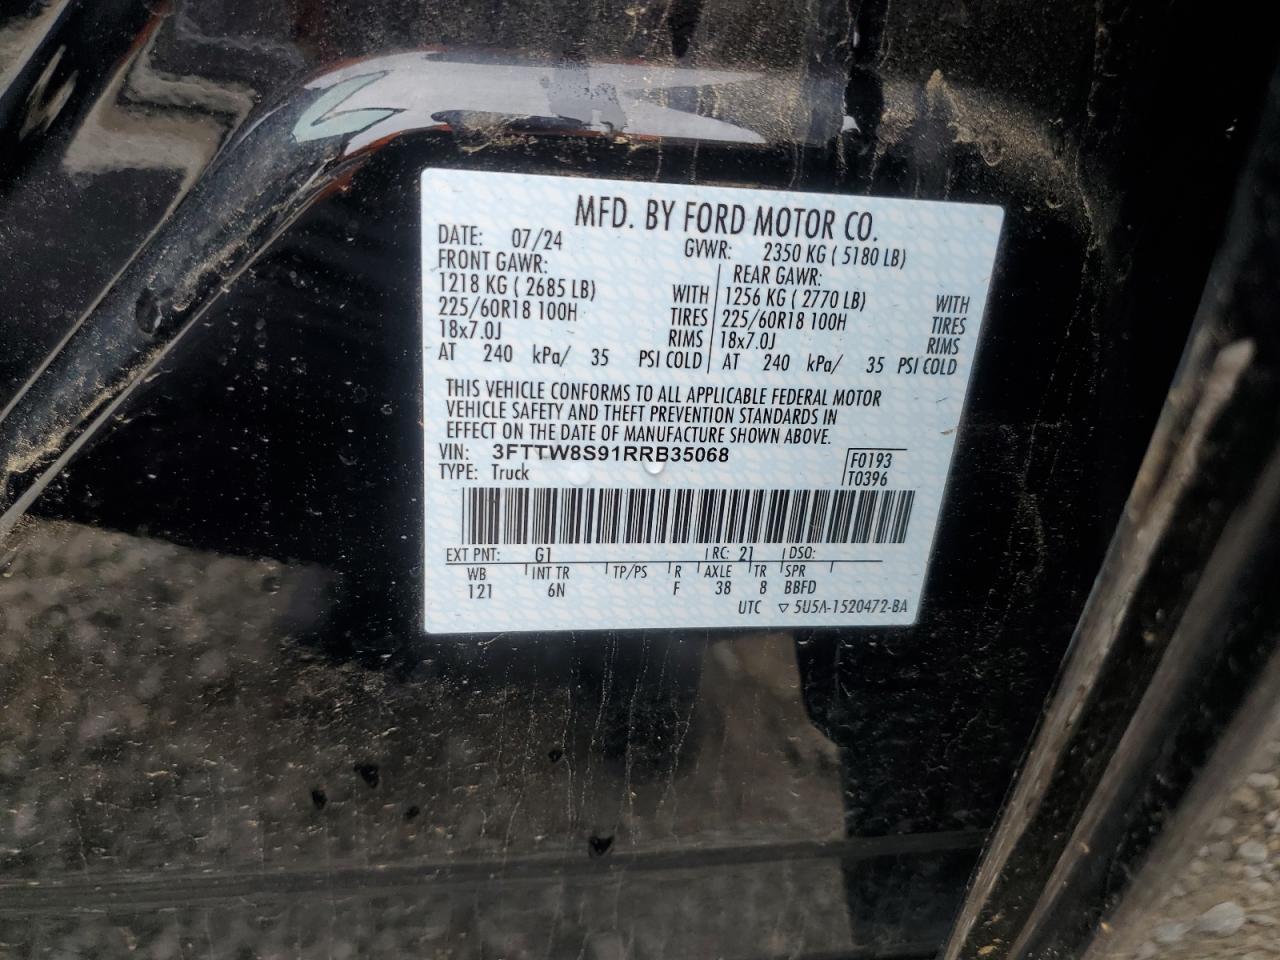 MFD. BY FORD MOTOR CO.
DATE: 07/24 GVWR: 2350 KG ( 5180 LB)
FRONT GAWR: REAR GAWR:
1218 KG ( 2685 LB) WITH 1256 KG ( 2770 LB) WITH
225/60R18 100H TIRES 225/60R18 100H TIRES
18x7.0J RIMS 18x7.0J RIMS
AT 240 kPa/ 35 PSI COLD AT 240 kPa/ 35 PSI COLD
THIS VEHICLE CONFORMS TO ALL APPLICABLE FEDERAL MOTOR
VEHICLE SAFETY AND THEFT PREVENTION STANDARDS IN
EFFECT ON THE DATE OF MANUFACTURE SHOWN ABOVE.
VIN: 3FTTW8S91RRB35068 F0193
TYPE: Truck T0396
EXT PNT: G1 RC: 21 DSO:
WB INT TR TP/PS R AXLE TR SPR
121 6N F 38 8 BBFD
UTC ▽ 5U5A-1520472-BA